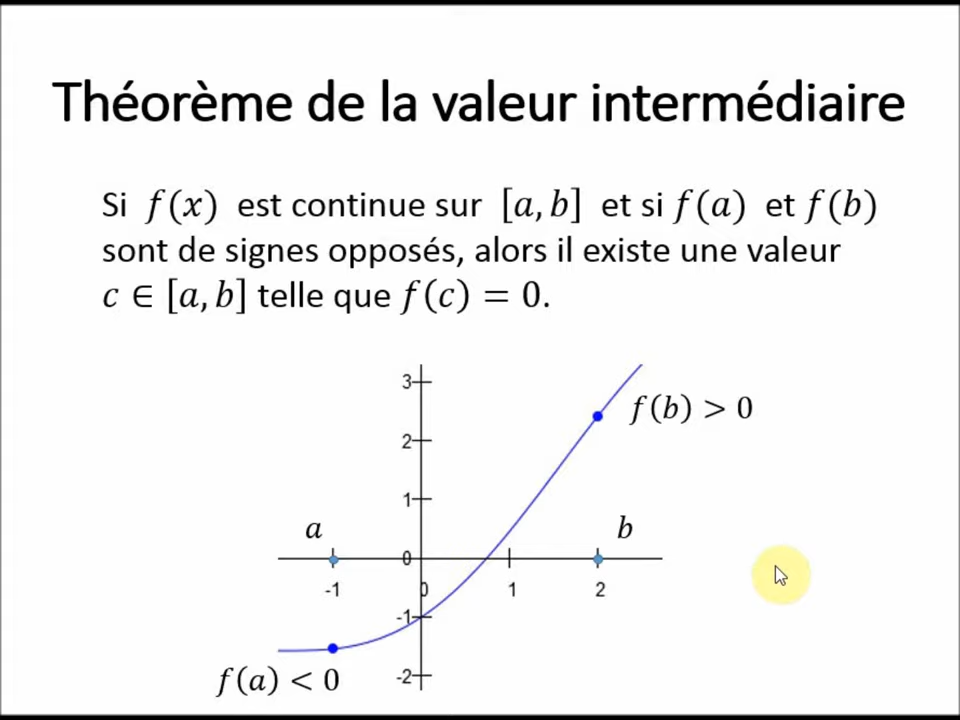 Théorème de la valeur intermédiaire
Si f(x) est continue sur [a, b] et si f(a) et f(b)
sont de signes opposés, alors il existe une valeur
c ∈ [a, b] telle que f(c) = 0.
3
f(b) > 0
2
1
a
b
0
-1
0
1
2
-1
f(a) < 0
-2